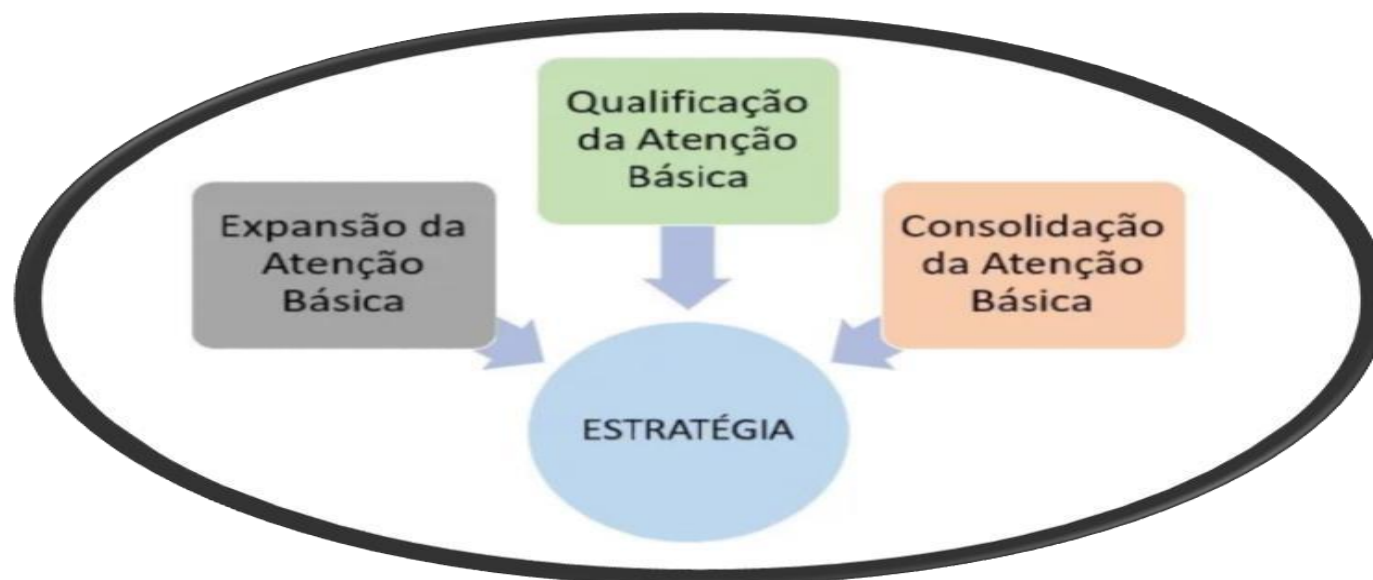 Qualificação
da Atenção
Básica
Expansão da
Atenção
Básica
Consolidação
da Atenção
Básica
ESTRATÉGIA